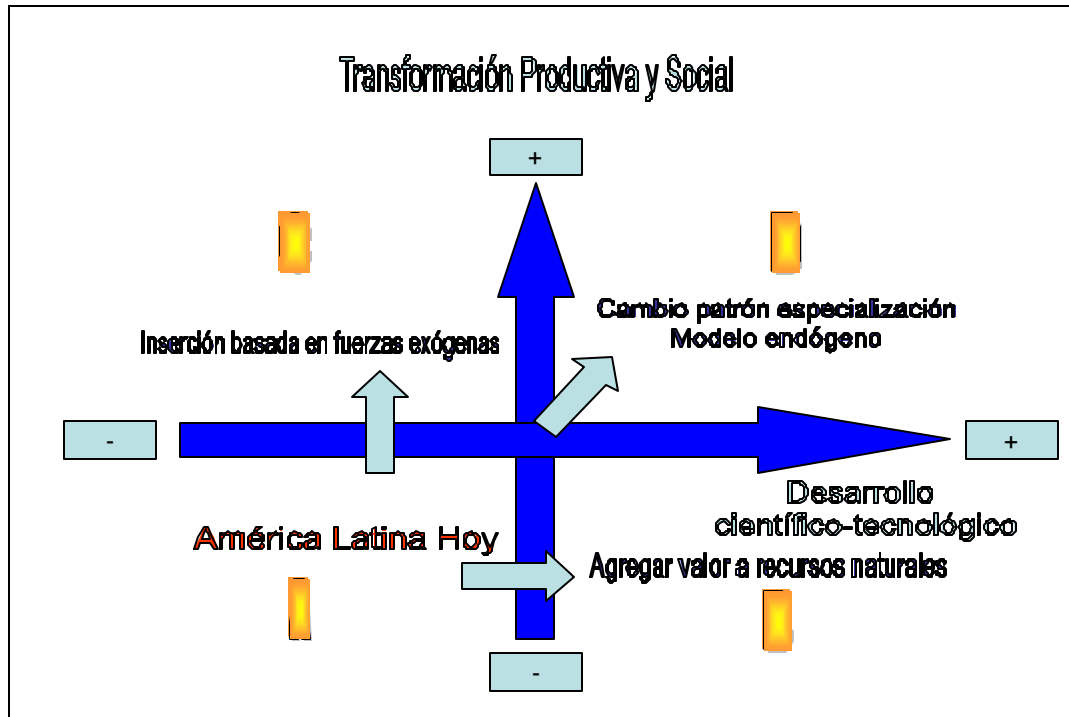 Transformación Productiva y Social
+
Cambio patrón especialización
Modelo endógeno
Inserción basada en fuerzas exógenas
-
+
Desarrollo
científico-tecnológico
América Latina Hoy
Agregar valor a recursos naturales
-